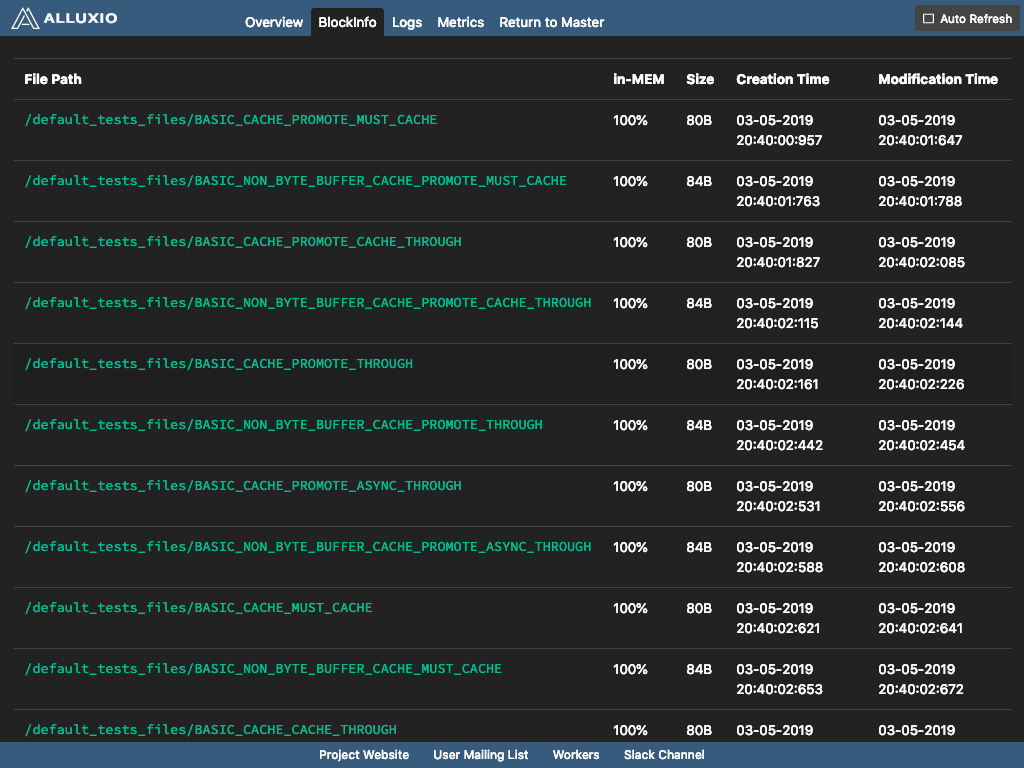 ALLUXIO
Overview BlockInfo Logs Metrics Return to Master
Auto Refresh
File Path in-MEM Size Creation Time Modification Time
/default_tests_files/BASIC_CACHE_PROMOTE_MUST_CACHE 100% 80B 03-05-2019 03-05-2019
20:40:00:957 20:40:01:647
/default_tests_files/BASIC_NON_BYTE_BUFFER_CACHE_PROMOTE_MUST_CACHE 100% 84B 03-05-2019 03-05-2019
20:40:01:763 20:40:01:788
/default_tests_files/BASIC_CACHE_PROMOTE_CACHE_THROUGH 100% 80B 03-05-2019 03-05-2019
20:40:01:827 20:40:02:085
/default_tests_files/BASIC_NON_BYTE_BUFFER_CACHE_PROMOTE_CACHE_THROUGH 100% 84B 03-05-2019 03-05-2019
20:40:02:115 20:40:02:144
/default_tests_files/BASIC_CACHE_PROMOTE_THROUGH 100% 80B 03-05-2019 03-05-2019
20:40:02:161 20:40:02:226
/default_tests_files/BASIC_NON_BYTE_BUFFER_CACHE_PROMOTE_THROUGH 100% 84B 03-05-2019 03-05-2019
20:40:02:442 20:40:02:454
/default_tests_files/BASIC_CACHE_PROMOTE_ASYNC_THROUGH 100% 80B 03-05-2019 03-05-2019
20:40:02:531 20:40:02:556
/default_tests_files/BASIC_NON_BYTE_BUFFER_CACHE_PROMOTE_ASYNC_THROUGH 100% 84B 03-05-2019 03-05-2019
20:40:02:588 20:40:02:608
/default_tests_files/BASIC_CACHE_MUST_CACHE 100% 80B 03-05-2019 03-05-2019
20:40:02:621 20:40:02:641
/default_tests_files/BASIC_NON_BYTE_BUFFER_CACHE_MUST_CACHE 100% 84B 03-05-2019 03-05-2019
20:40:02:653 20:40:02:672
/default_tests_files/BASIC_CACHE_CACHE_THROUGH 100% 80B 03-05-2019 03-05-2019
Project Website User Mailing List Workers Slack Channel